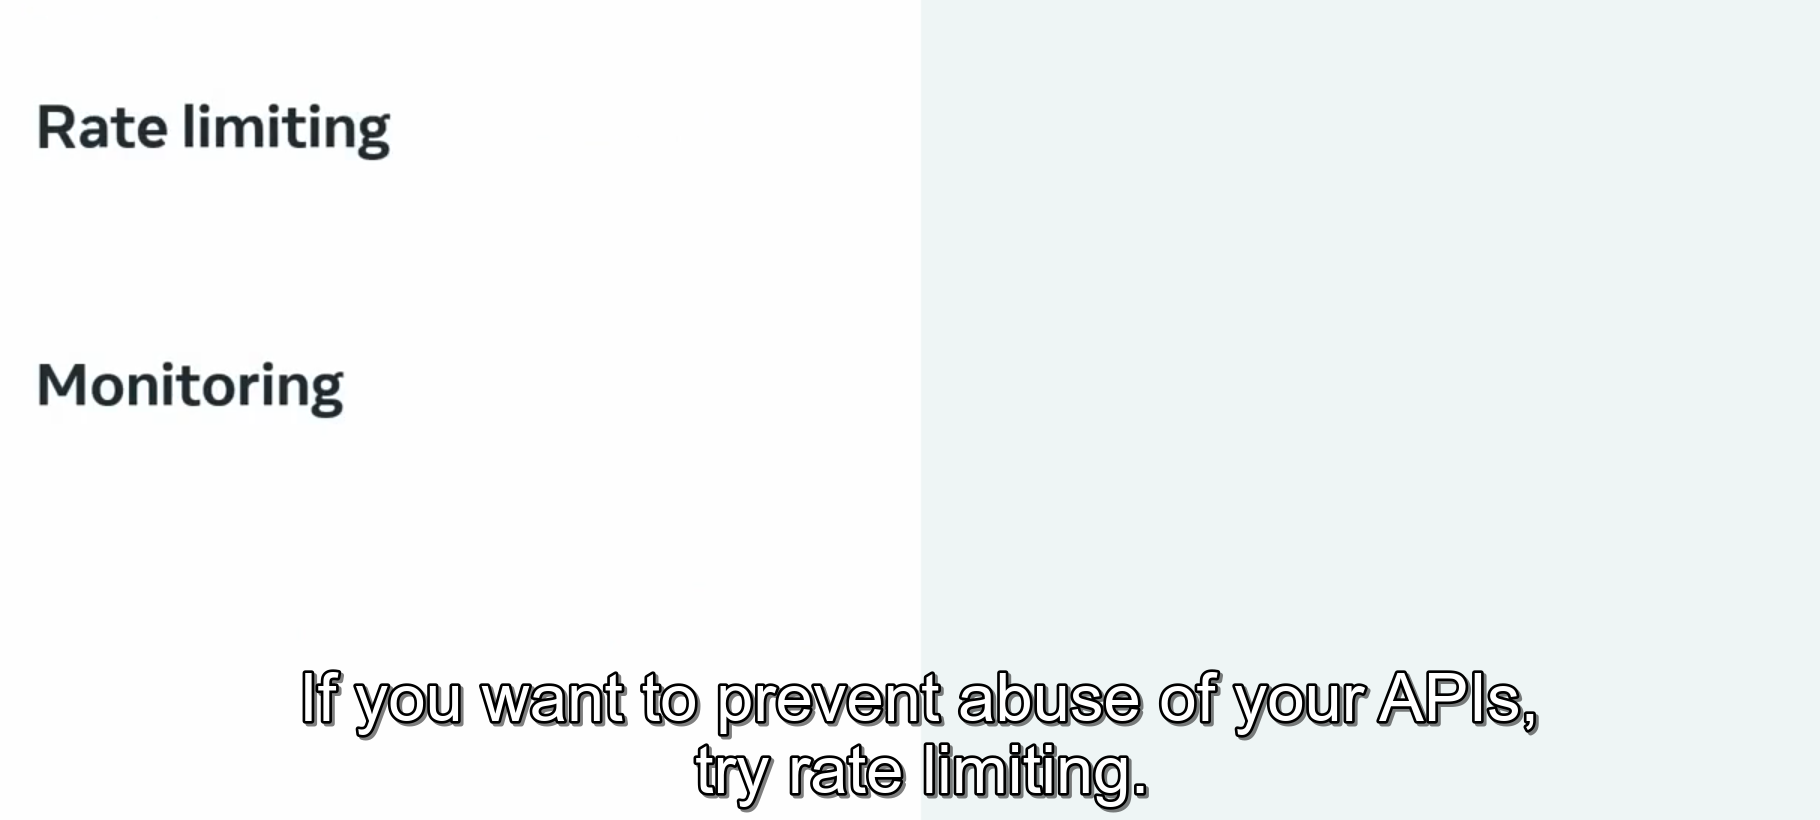 Rate limiting
Monitoring
If you want to prevent abuse of your APIs,
try rate limiting.